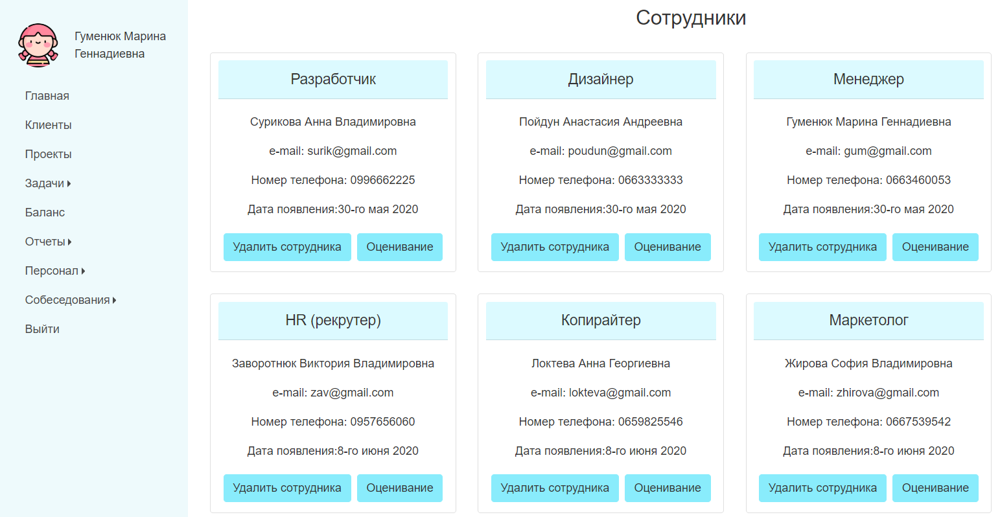 Гуменюк Марина
Геннадиевна
Главная
Клиенты
Проекты
Задачи
Баланс
Отчеты
Персонал
Собеседования
Выйти
Сотрудники
Разработчик
Сурикова Анна Владимировна
e-mail: surik@gmail.com
Номер телефона: 0996662225
Дата появления:30-го мая 2020
Удалить сотрудника Оценивание
Дизайнер
Пойдун Анастасия Андреевна
e-mail: poudun@gmail.com
Номер телефона: 0663333333
Дата появления:30-го мая 2020
Удалить сотрудника Оценивание
Менеджер
Гуменюк Марина Геннадиевна
e-mail: gum@gmail.com
Номер телефона: 0663460053
Дата появления:30-го мая 2020
Удалить сотрудника Оценивание
HR (рекрутер)
Заворотнюк Виктория Владимировна
e-mail: zav@gmail.com
Номер телефона: 0957656060
Дата появления:8-го июня 2020
Удалить сотрудника Оценивание
Копирайтер
Локтева Анна Георгиевна
e-mail: lokteva@gmail.com
Номер телефона: 0659825546
Дата появления:8-го июня 2020
Удалить сотрудника Оценивание
Маркетолог
Жирова София Владимировна
e-mail: zhirova@gmail.com
Номер телефона: 0667539542
Дата появления:8-го июня 2020
Удалить сотрудника Оценивание